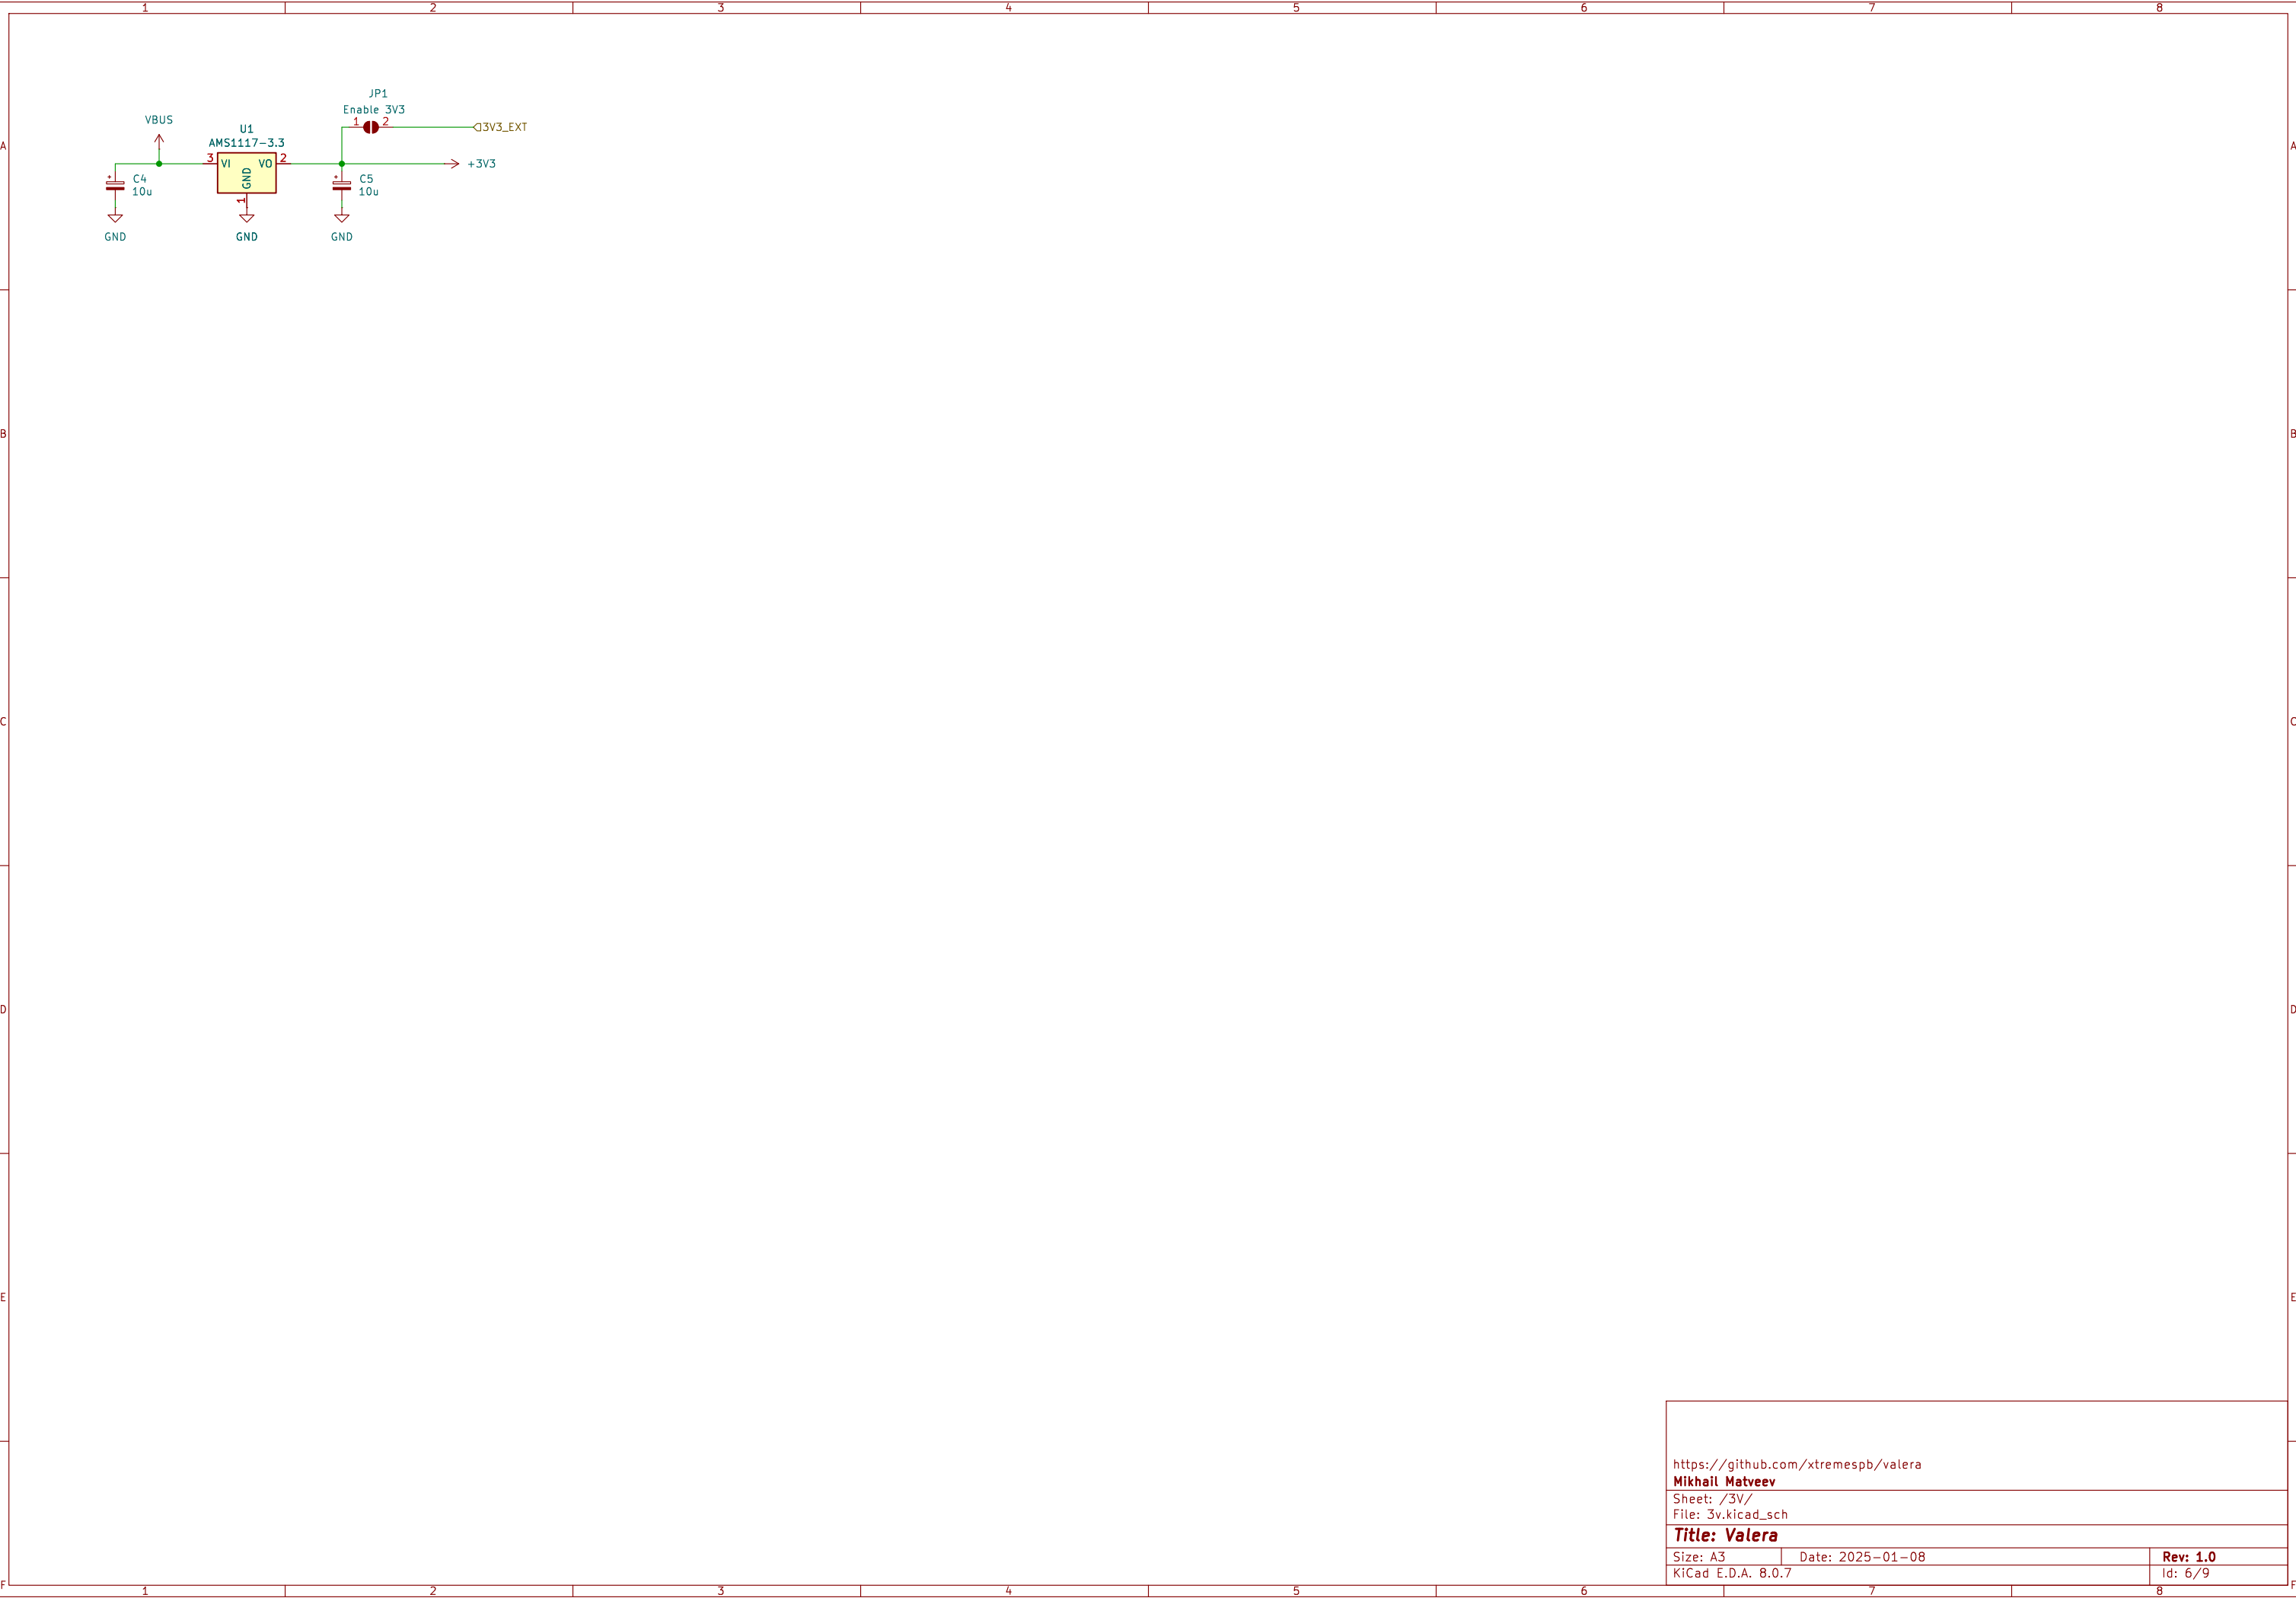 1 2 3 4 5 6 7 8
JP1
Enable 3V3
VBUS
1 2
3V3_EXT
U1
AMS1117-3.3
A A
3 VI VO 2
+3V3
GND
1
C4
10u
C5
10u
GND GND GND
B B
C C
D D
E E
https://github.com/xtremespb/valera
Mikhail Matveev
Sheet: /3V/
File: 3v.kicad_sch
Title: Valera
Size: A3 Date: 2025-01-08 Rev: 1.0
KiCad E.D.A. 8.0.7 Id: 6/9
F F
1 2 3 4 5 6 7 8